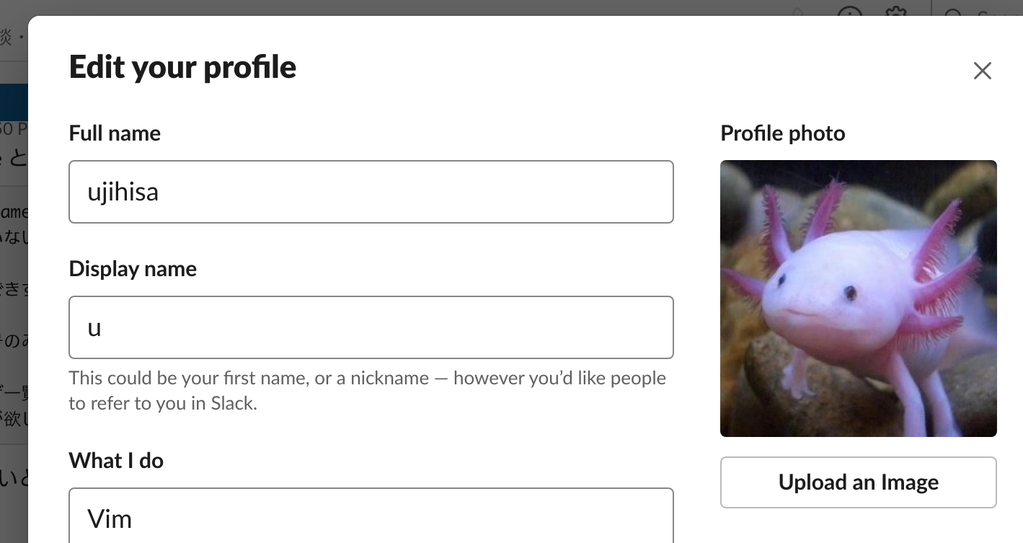 Edit your profile
Full name
Profile photo
ujihisa
Display name
u
This could be your first name, or a nickname — however you’d like people
to refer to you in Slack.
What I do
Upload an Image
Vim